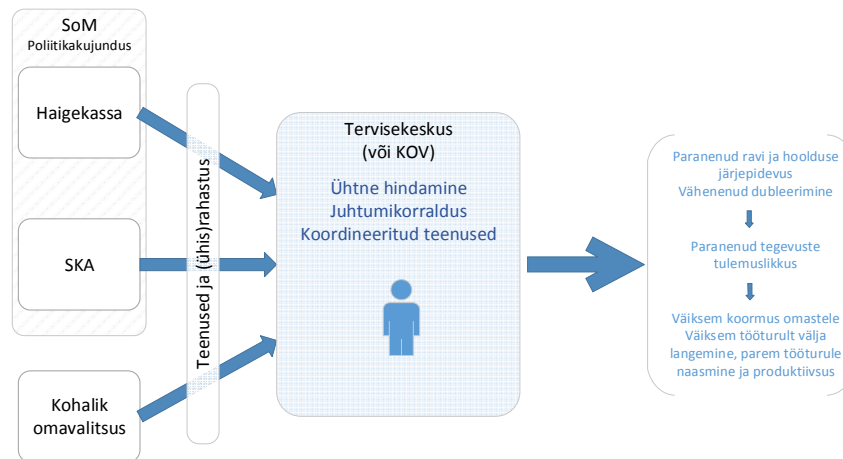 SoM
Poliitikakujundus
Haigekassa
SKA
Kohalik
omavalitsus
Teenused ja (ühis)rahastus
Tervisekeskus
(või KOV)
Ühtne hindamine
Juhtumikorraldus
Koordineeritud teenused
Paranenud ravi ja hoolduse
järjepidevus
Vähenenud dubleerimine
Paranenud tegevuste
tulemuslikkus
Väiksem koormus omastele
Väiksem tööturult välja
langemine, parem tööturule
naasmine ja produktiivsus